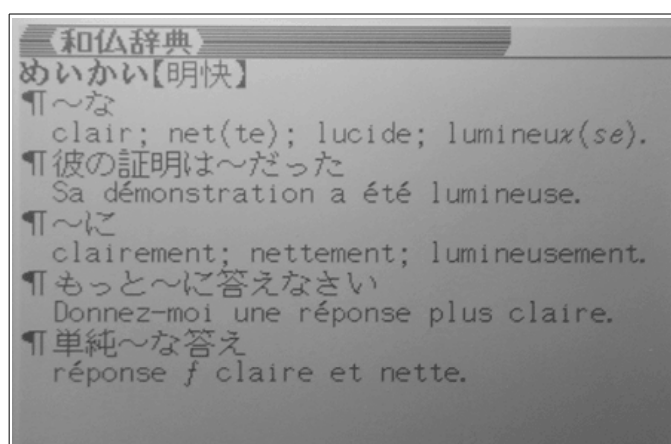 《和仏辞典》
めいかい【明快】
¶～な
clair; net(te); lucide; lumineux(se).
¶彼の証明は～だった
Sa démonstration a été lumineuse.
¶～に
clairement; nettement; lumineusement.
¶もっと～に答えなさい
Donnez-moi une réponse plus claire.
¶単純～な答え
réponse f claire et nette.